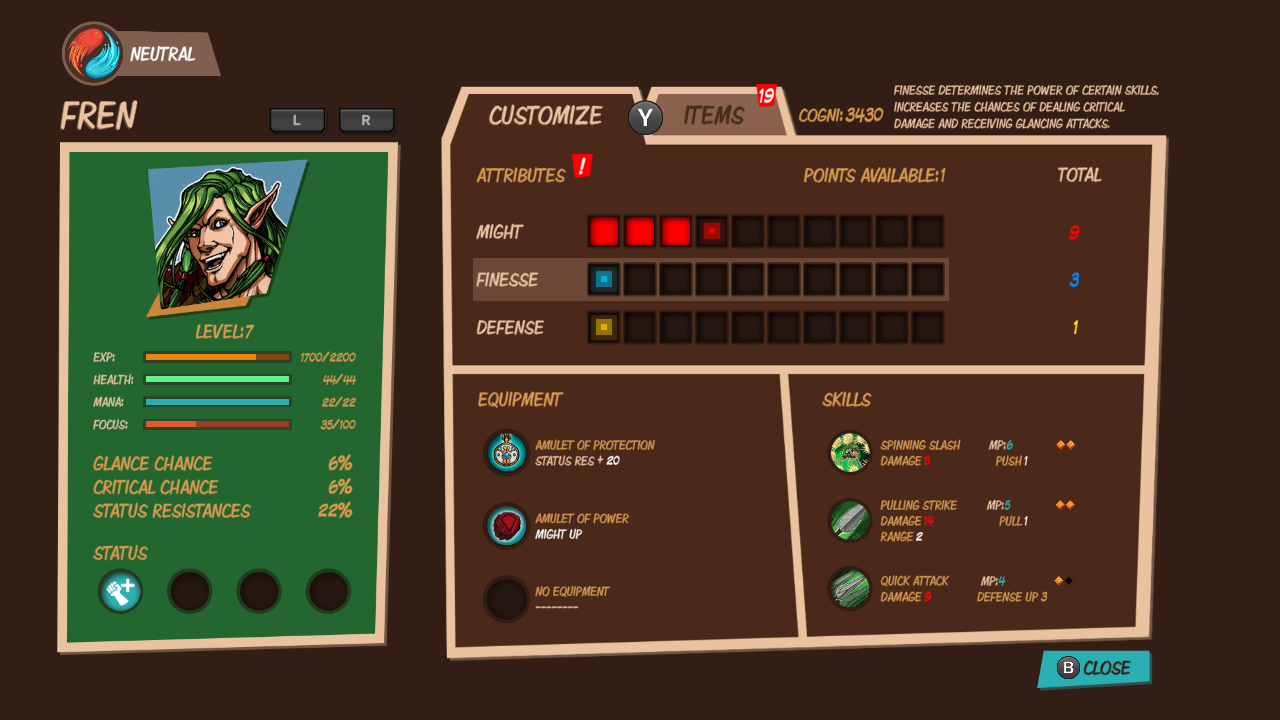 NEUTRAL
FREN
L
R
CUSTOMIZE
Y
ITEMS
19
COGNI: 3430
FINESSE DETERMINES THE POWER OF CERTAIN SKILLS,
INCREASES THE CHANCES OF DEALING CRITICAL
DAMAGE AND RECEIVING GLANCING ATTACKS.
LEVEL:7
EXP: 1700/2200
HEALTH: 44/44
MANA: 22/22
FOCUS: 35/100
GLANCE CHANCE 6%
CRITICAL CHANCE 6%
STATUS RESISTANCES 22%
STATUS
ATTRIBUTES ! POINTS AVAILABLE:1 TOTAL
MIGHT 9
FINESSE 3
DEFENSE 1
EQUIPMENT
AMULET OF PROTECTION
STATUS RES + 20
AMULET OF POWER
MIGHT UP
NO EQUIPMENT
--------
SKILLS
SPINNING SLASH MP:6
DAMAGE 11 PUSH 1
PULLING STRIKE MP:5
DAMAGE 14 PULL 1
RANGE 2
QUICK ATTACK MP:4
DAMAGE 9 DEFENSE UP 3
B CLOSE